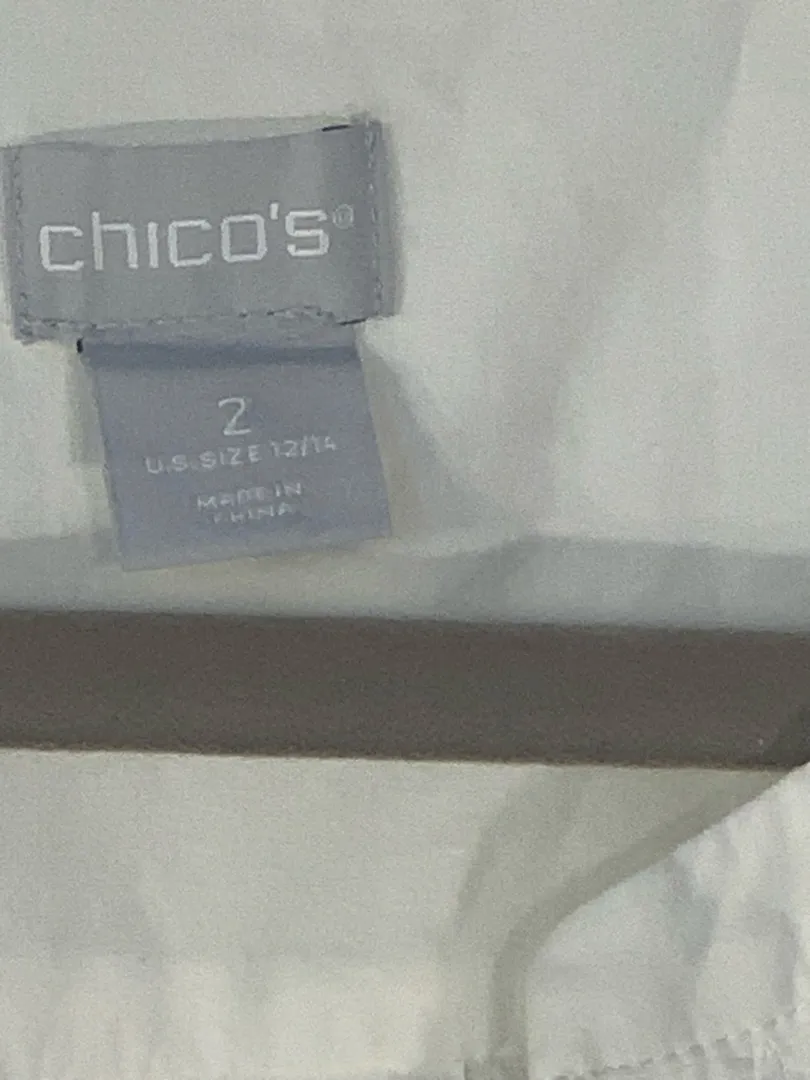 chico's®
2
U.S. SIZE 12/14
MADE IN
CHINA